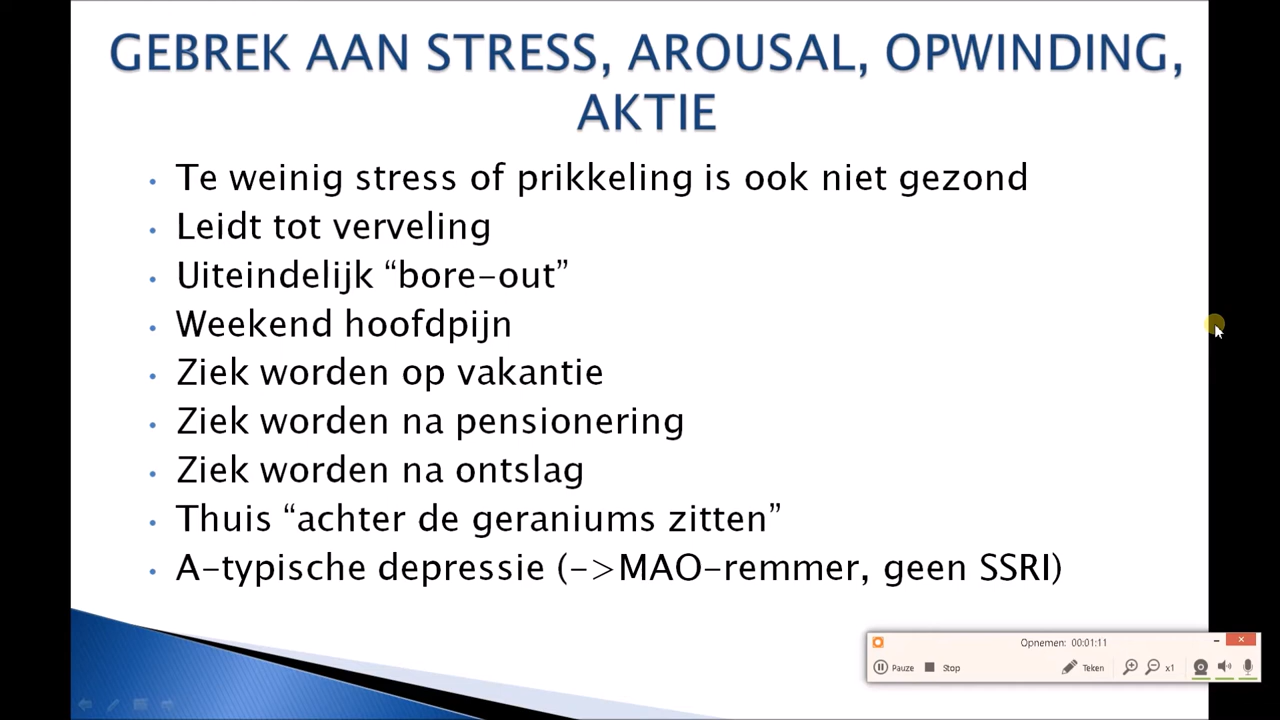 GEBREK AAN STRESS, AROUSAL, OPWINDING,
AKTIE
• Te weinig stress of prikkeling is ook niet gezond
• Leidt tot verveling
• Uiteindelijk “bore-out”
• Weekend hoofdpijn
• Ziek worden op vakantie
• Ziek worden na pensionering
• Ziek worden na ontslag
• Thuis “achter de geraniums zitten”
• A-typische depressie (->MAO-remmer, geen SSRI)
Opnemen: 00:01:11
Pauze Stop Teken x1